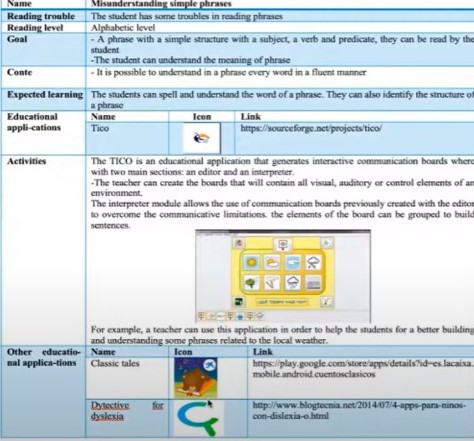 Name Misunderstanding simple phrases
Reading trouble The student has some troubles in reading phrases
Reading level Alphabetic level
Goal - A phrase with a simple structure with a subject, a verb and predicate, they can be read by the
student
-The student can understand the meaning of phrase
Conte - It is possible to understand in a phrase every word in a fluent manner
Expected learning The students can spell and understand the word of a phrase. They can also identify the structure of
a phrase
Educational Name Icon Link
appli-cations Tico https://sourceforge.net/projects/tico/
Activities The TICO is an educational application that generates interactive communication boards where
with two main sections: an editor and an interpreter.
-The teacher can create the boards that will contain all visual, auditory or control elements of an
environment.
The interpreter module allows the use of communication boards previously created with the editor
to overcome the communicative limitations. the elements of the board can be grouped to build
sentences.
For example, a teacher can use this application in order to help the students for a better building
and understanding some phrases related to the local weather.
Other educatio- Name Icon Link
nal applica-tions Classic tales https://play.google.com/store/apps/details?id=es.lacaixa.
mobile.android.cuentosclasicos
Dytective for http://www.blogtecnia.net/2014/07/4-apps-para-ninos-
dyslexia con-dislexia-o.html